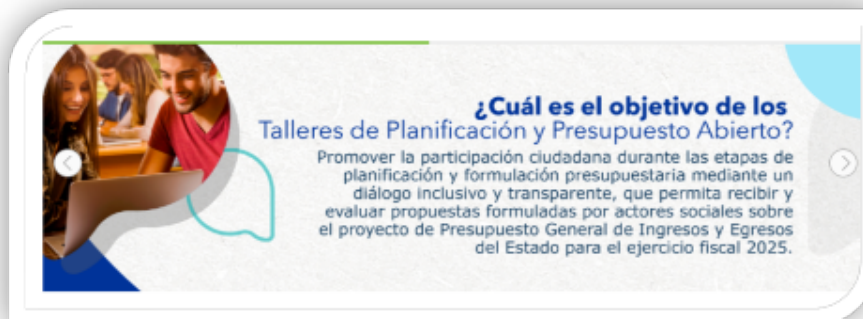 ¿Cuál es el objetivo de los
Talleres de Planificación y Presupuesto Abierto?
Promover la participación ciudadana durante las etapas de
planificación y formulación presupuestaria mediante un
diálogo inclusivo y transparente, que permita recibir y
evaluar propuestas formuladas por actores sociales sobre
el proyecto de Presupuesto General de Ingresos y Egresos
del Estado para el ejercicio fiscal 2025.